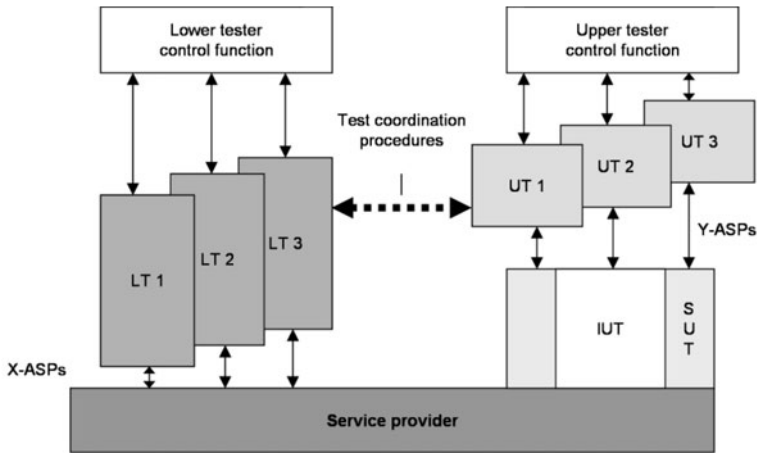 Lower tester
control function
Upper tester
control function
Test coordination
procedures
UT 3
UT 2
UT 1
LT 3
LT 2
LT 1
Y-ASPs
IUT
S
U
T
X-ASPs
Service provider